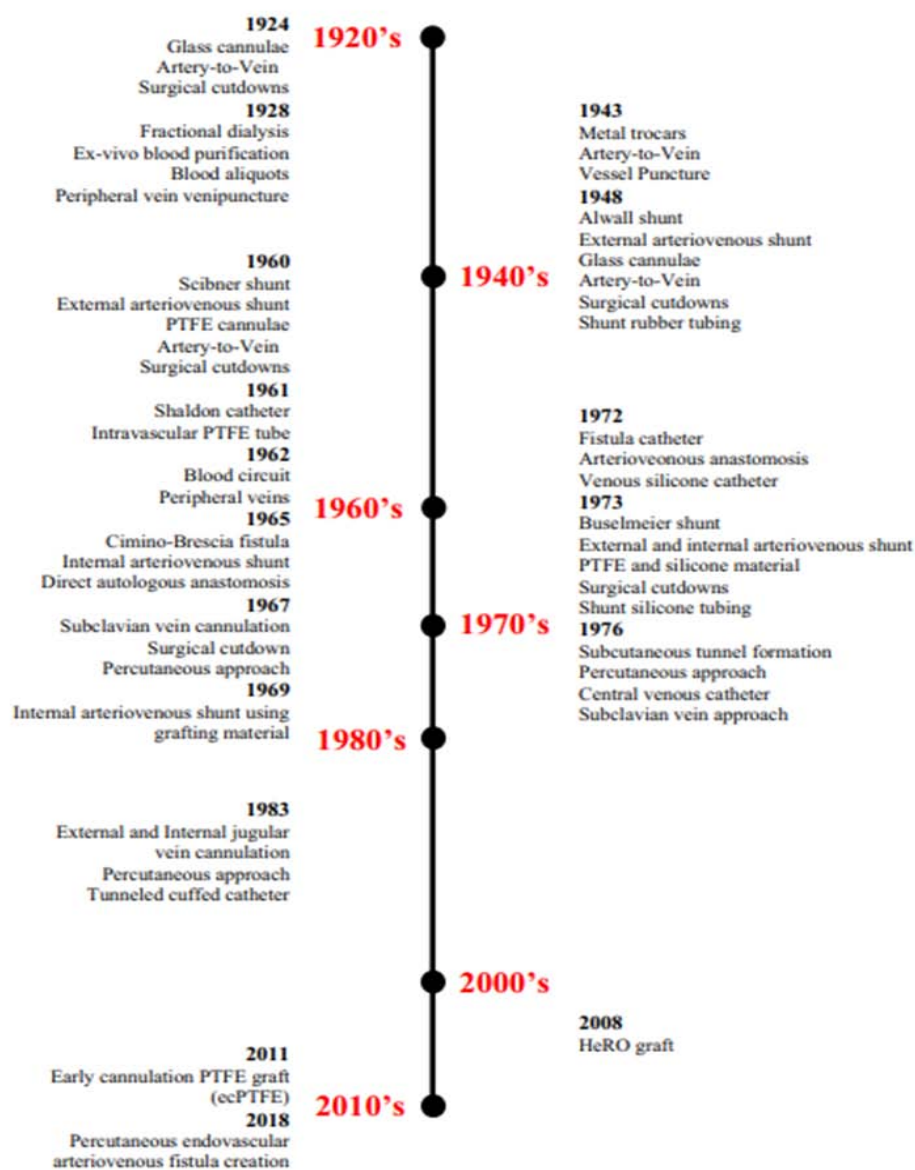 1920's
1924
Glass cannulae
Artery-to-Vein
Surgical cutdowns
1928
Fractional dialysis
Ex-vivo blood purification
Blood aliquots
Peripheral vein venipuncture
1943
Metal trocars
Artery-to-Vein
Vessel Puncture
1948
Alwall shunt
External arteriovenous shunt
Glass cannulae
Artery-to-Vein
Surgical cutdowns
Shunt rubber tubing
1940's
1960
Scibner shunt
External arteriovenous shunt
PTFE cannulae
Artery-to-Vein
Surgical cutdowns
1961
Shaldon catheter
Intravascular PTFE tube
1962
Blood circuit
Peripheral veins
1965
Cimino-Brescia fistula
Internal arteriovenous shunt
Direct autologous anastomosis
1967
Subclavian vein cannulation
Surgical cutdown
Percutaneous approach
1969
Internal arteriovenous shunt using
grafting material
1960's
1972
Fistula catheter
Arterioveonous anastomosis
Venous silicone catheter
1973
Buselmeier shunt
External and internal arteriovenous shunt
PTFE and silicone material
Surgical cutdowns
Shunt silicone tubing
1976
Subcutaneous tunnel formation
Percutaneous approach
Central venous catheter
Subclavian vein approach
1970's
1980's
1983
External and Internal jugular
vein cannulation
Percutaneous approach
Tunneled cuffed catheter
2000's
2008
HeRO graft
2011
Early cannulation PTFE graft
(ecPTFE)
2010's
2018
Percutaneous endovascular
arteriovenous fistula creation